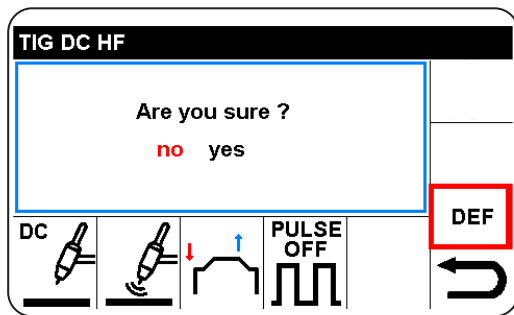 TIG DC HF
Are you sure ?
no yes
DEF
DC
PULSE
OFF